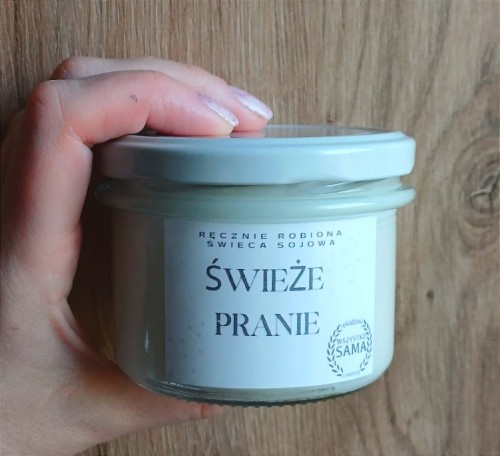 RĘCZNIE ROBIONA
ŚWIECA SOJOWA
ŚWIEŻE
PRANIE
WSZYSTKO
SAMA